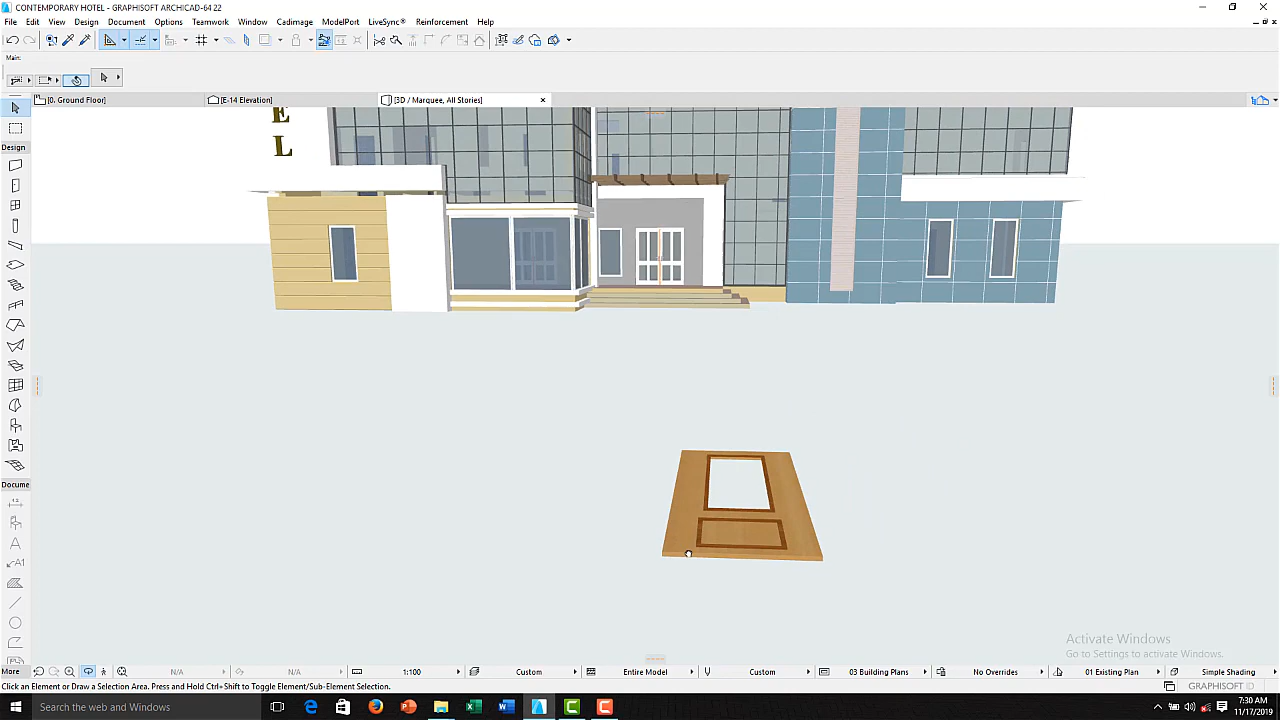 CONTEMPORARY HOTEL - GRAPHISOFT ARCHICAD-64 22
File Edit View Design Document Options Teamwork Window Cadimage ModelPort LiveSync® Reinforcement Help
Main:
[0. Ground Floor] [E-14 Elevation] [3D / Marquee, All Stories]
Design
E
L
Docume
A1
More
N/A N/A 1:100 Custom Entire Model Custom 03 Building Plans No Overrides 01 Existing Plan Simple Shading
Click an Element or Draw a Selection Area. Press and Hold Ctrl+Shift to Toggle Element/Sub-Element Selection.
GRAPHISOFT
Activate Windows
Go to Settings to activate Windows.
Search the web and Windows
7:30 AM
11/17/2019